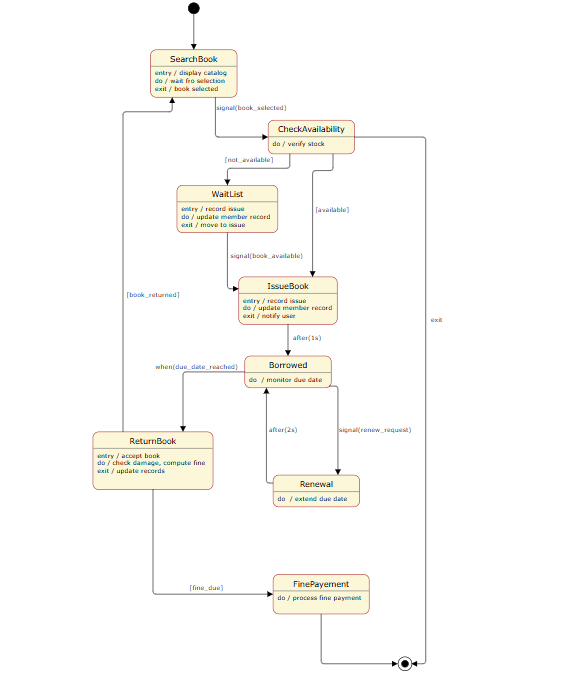 SearchBook
entry / display catalog
do / wait fro selection
exit / book selected
signal(book_selected)
CheckAvailability
do / verify stock
[not_available]
WaitList
entry / record issue
do / update member record
exit / move to issue
[available]
signal(book_available)
IssueBook
entry / record issue
do / update member record
exit / notify user
[book_returned]
exit
after(1s)
Borrowed
do / monitor due date
when(due_date_reached)
after(2s)
signal(renew_request)
ReturnBook
entry / accept book
do / check damage, compute fine
exit / update records
Renewal
do / extend due date
[fine_due]
FinePayement
do / process fine payment